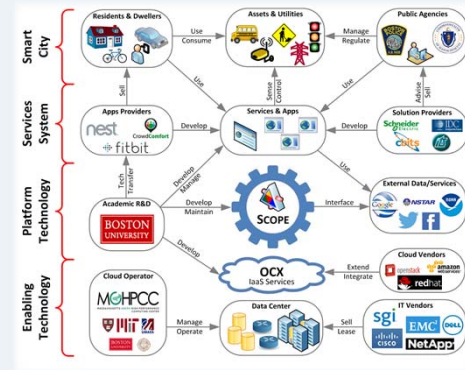 Smart
City
Residents & Dwellers
Assets & Utilities
Public Agencies
Use
Consume
Manage
Regulate
Sell
Use
Sense
Control
Use
Advise
Sell
Services
System
Apps Providers
nest
CrowdComfort
fitbit
Develop
Services & Apps
Develop
Solution Providers
Schneider
Electric
IDC
Tech
Transfer
Develop
Manage
Use
Platform
Technology
Academic R&D
BOSTON
UNIVERSITY
Develop
Maintain
SCOPE
Interface
External Data/Services
Google
NSTAR
Develop
Enabling
Technology
Cloud Operator
MGHPCC
BOSTON
UNIVERSITY
OCX
IaaS Services
Extend
Integrate
Cloud Vendors
openstack
amazon
webservices
redhat
Manage
Operate
Data Center
Sell
Lease
IT Vendors
sgi
EMC²
DELL
CISCO
NetApp